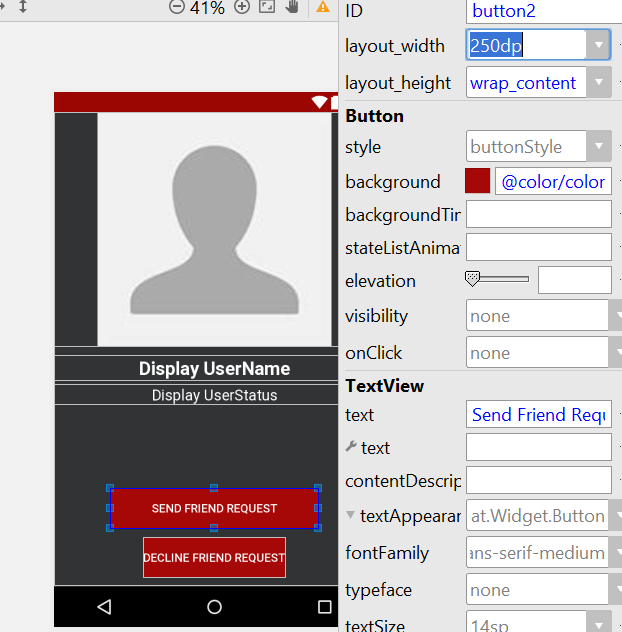 41%
ID button2
layout_width 250dp
layout_height wrap_content
Button
style buttonStyle
background @color/color
backgroundTin
stateListAnima
elevation
visibility none
onClick none
TextView
text Send Friend Requ
text
contentDescrip
textAppearan at.Widget.Button
fontFamily ans-serif-medium
typeface none
textSize 14sp
Display UserName
Display UserStatus
SEND FRIEND REQUEST
DECLINE FRIEND REQUEST